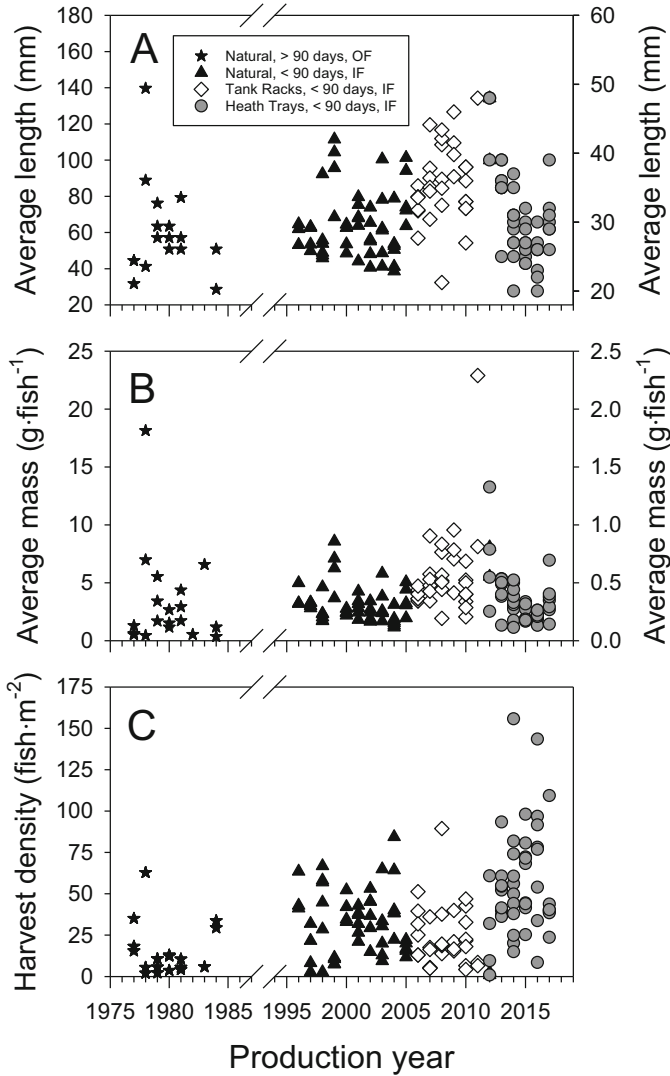 180
160
140
120
100
80
60
40
20
Average length (mm)
A
★ Natural, > 90 days, OF
▲ Natural, < 90 days, IF
◇ Tank Racks, < 90 days, IF
● Heath Trays, < 90 days, IF
60
50
40
30
20
Average length (mm)
25
20
15
10
5
0
Average mass (g·fish⁻¹)
B
2.5
2.0
1.5
1.0
0.5
0.0
Average mass (g·fish⁻¹)
175
150
125
100
75
50
25
0
Harvest density (fish·m⁻²)
C
1975 1980 1985 1995 2000 2005 2010 2015
Production year